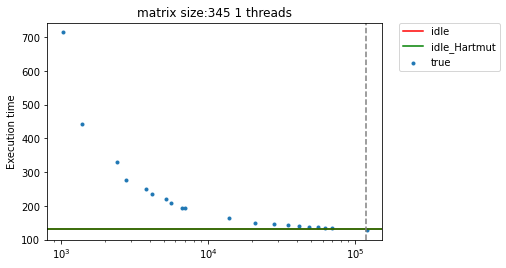 matrix size:345 1 threads
idle
idle_Hartmut
true
Execution time
700
600
500
400
300
200
100
10³ 10⁴ 10⁵